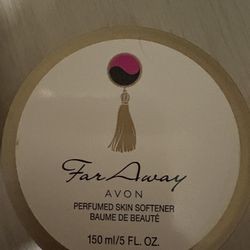 Far Away
AVON
PERFUMED SKIN SOFTENER
BAUME DE BEAUTÉ
150 ml/5 FL. OZ.